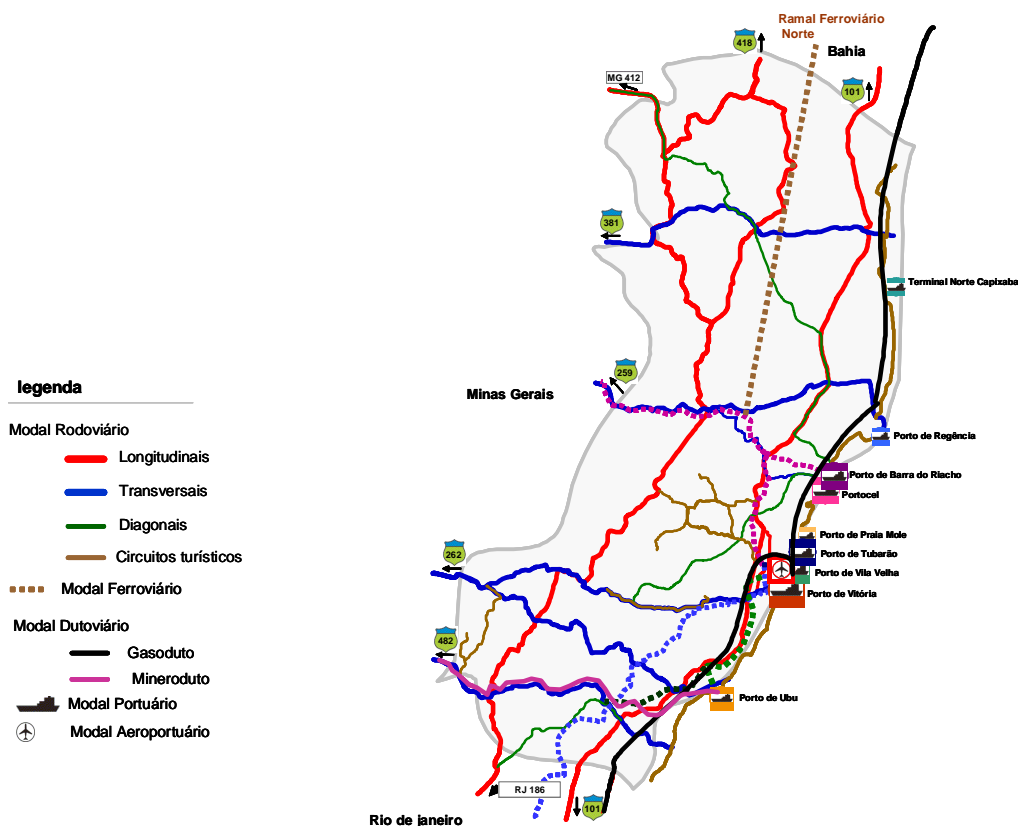 Ramal Ferroviário
Norte
Bahia
418
MG 412
101
381
Terminal Norte Capixaba
259
Minas Gerais
legenda
Modal Rodoviário
Longitudinais
Transversais
Diagonais
Circuitos turísticos
Modal Ferroviário
Modal Dutoviário
Gasoduto
Mineroduto
Modal Portuário
Modal Aeroportuário
Porto de Regência
Porto de Barra do Riacho
Portocel
Porto de Praia Mole
Porto de Tubarão
Porto de Vila Velha
Porto de Vitória
262
482
Porto de Ubu
RJ 186
101
Rio de janeiro